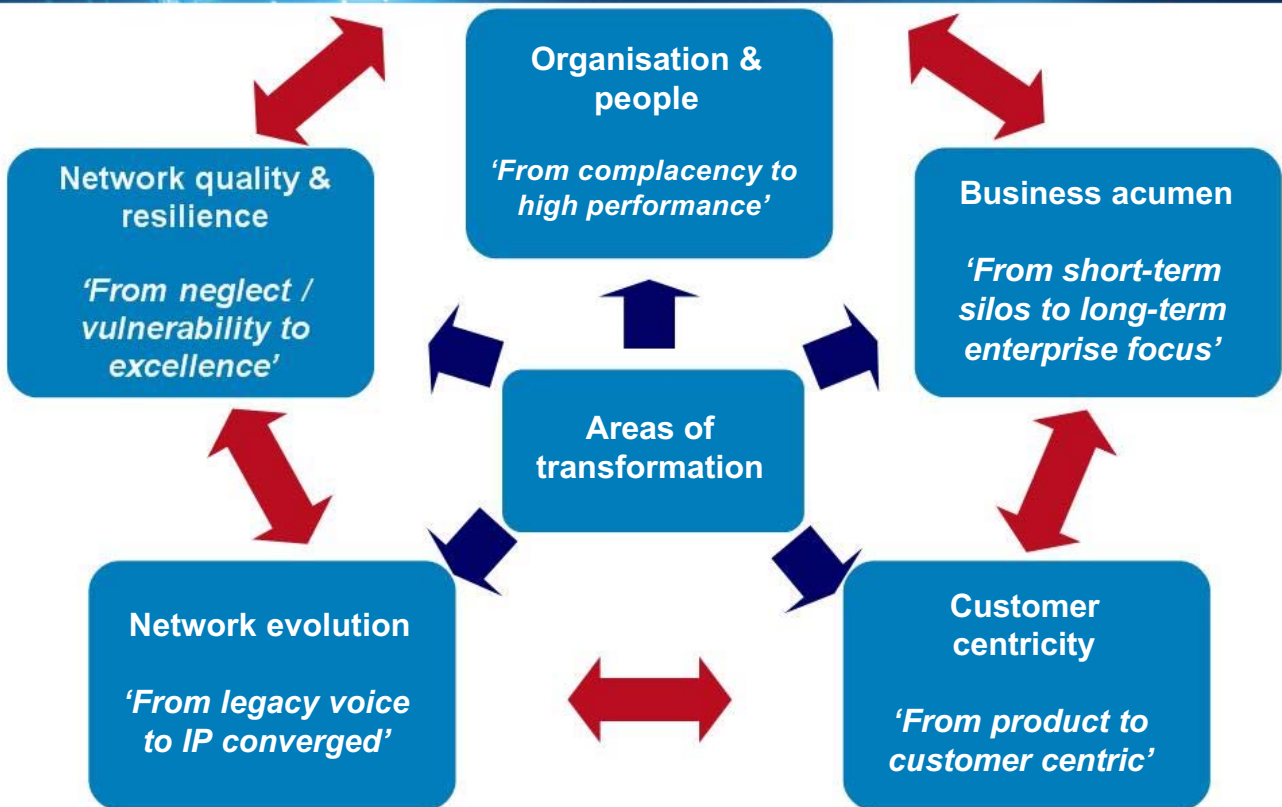 Organisation &
people
‘From complacency to
high performance’
Network quality &
resilience
‘From neglect /
vulnerability to
excellence’
Business acumen
‘From short-term
silos to long-term
enterprise focus’
Areas of
transformation
Network evolution
‘From legacy voice
to IP converged’
Customer
centricity
‘From product to
customer centric’